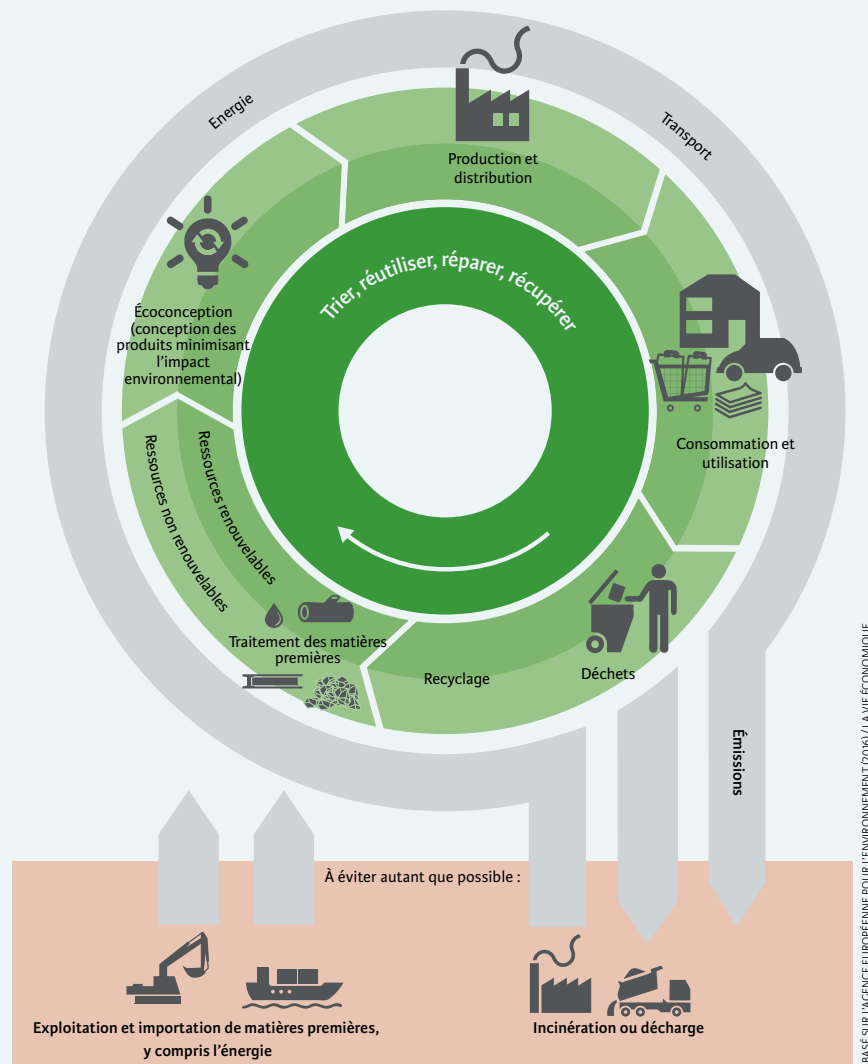 Energie
Transport
Production et
distribution
Trier, réutiliser, réparer, récupérer
Écoconception
(conception des
produits minimisant
l'impact
environnemental)
Consommation et
utilisation
Ressources non renouvelables
Ressources renouvelables
Traitement des matières
premières
Recyclage
Déchets
Émissions
À éviter autant que possible :
Exploitation et importation de matières premières,
y compris l'énergie
Incinération ou décharge
BASÉ SUR L'AGENCE EUROPÉENNE POUR L'ENVIRONNEMENT (2016) / LA VIE ÉCONOMIQUE